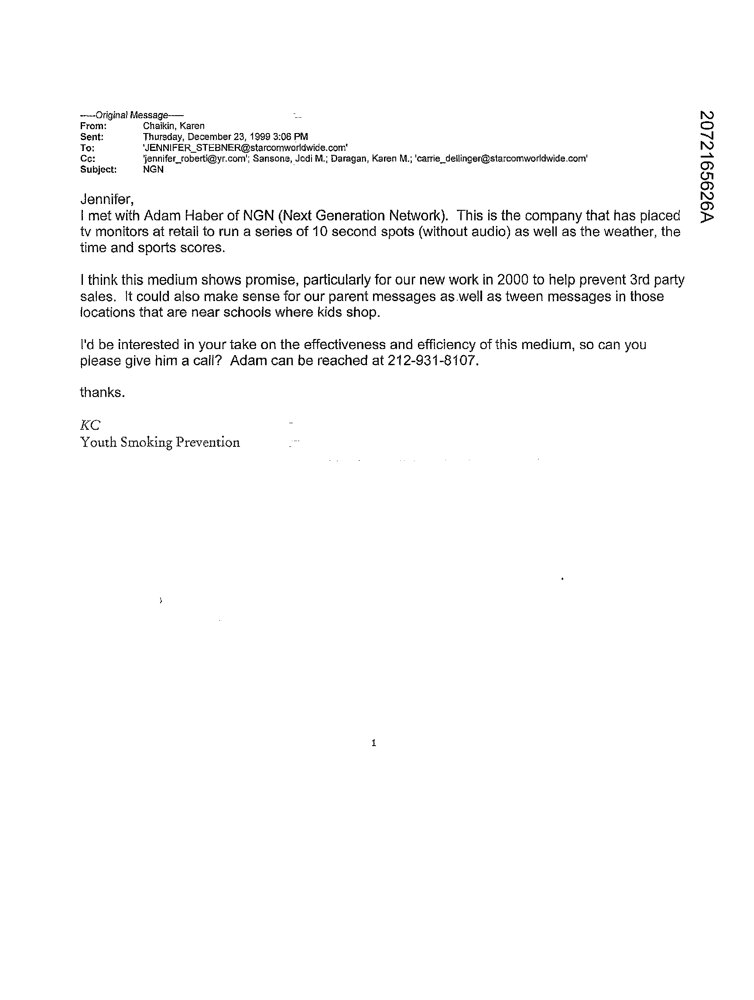 -----Original Message-----
From: Chaikin, Karen
Sent: Thursday, December 23, 1999 3:06 PM
To: 'JENNIFER_STEBNER@starcomworldwide.com'
Cc: 'jennifer_roberti@yr.com'; Sansone, Jodi M.; Daragan, Karen M.; 'carrie_dellinger@starcomworldwide.com'
Subject: NGN
Jennifer,
I met with Adam Haber of NGN (Next Generation Network). This is the company that has placed
tv monitors at retail to run a series of 10 second spots (without audio) as well as the weather, the
time and sports scores.
I think this medium shows promise, particularly for our new work in 2000 to help prevent 3rd party
sales. It could also make sense for our parent messages as well as tween messages in those
locations that are near schools where kids shop.
I'd be interested in your take on the effectiveness and efficiency of this medium, so can you
please give him a call? Adam can be reached at 212-931-8107.
thanks.
KC
Youth Smoking Prevention
1
2072165626A